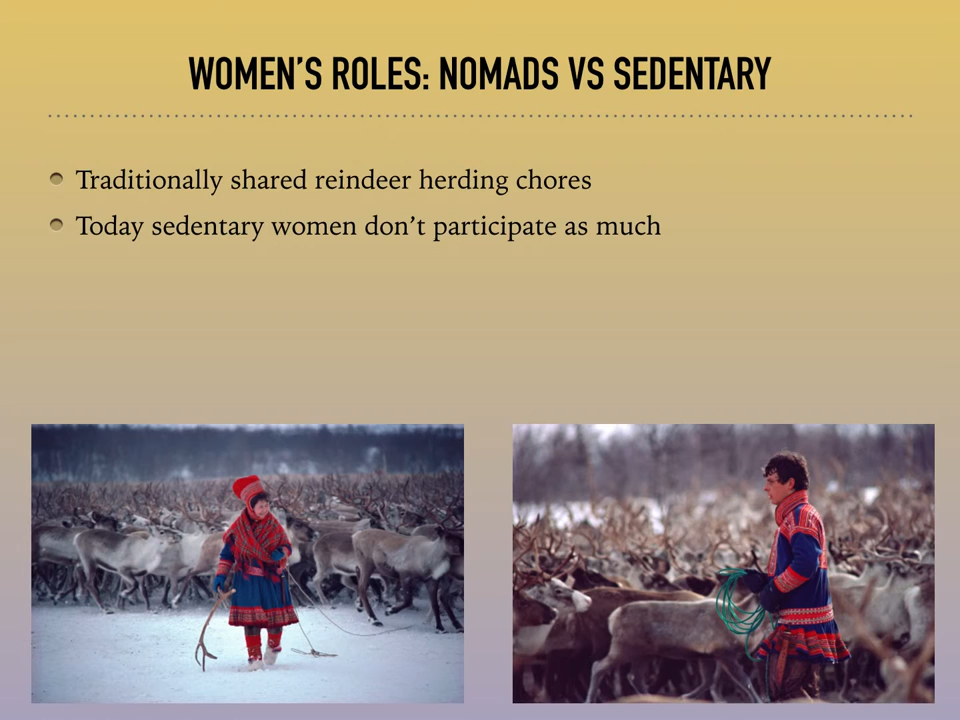 WOMEN’S ROLES: NOMADS VS SEDENTARY
Traditionally shared reindeer herding chores
Today sedentary women don’t participate as much